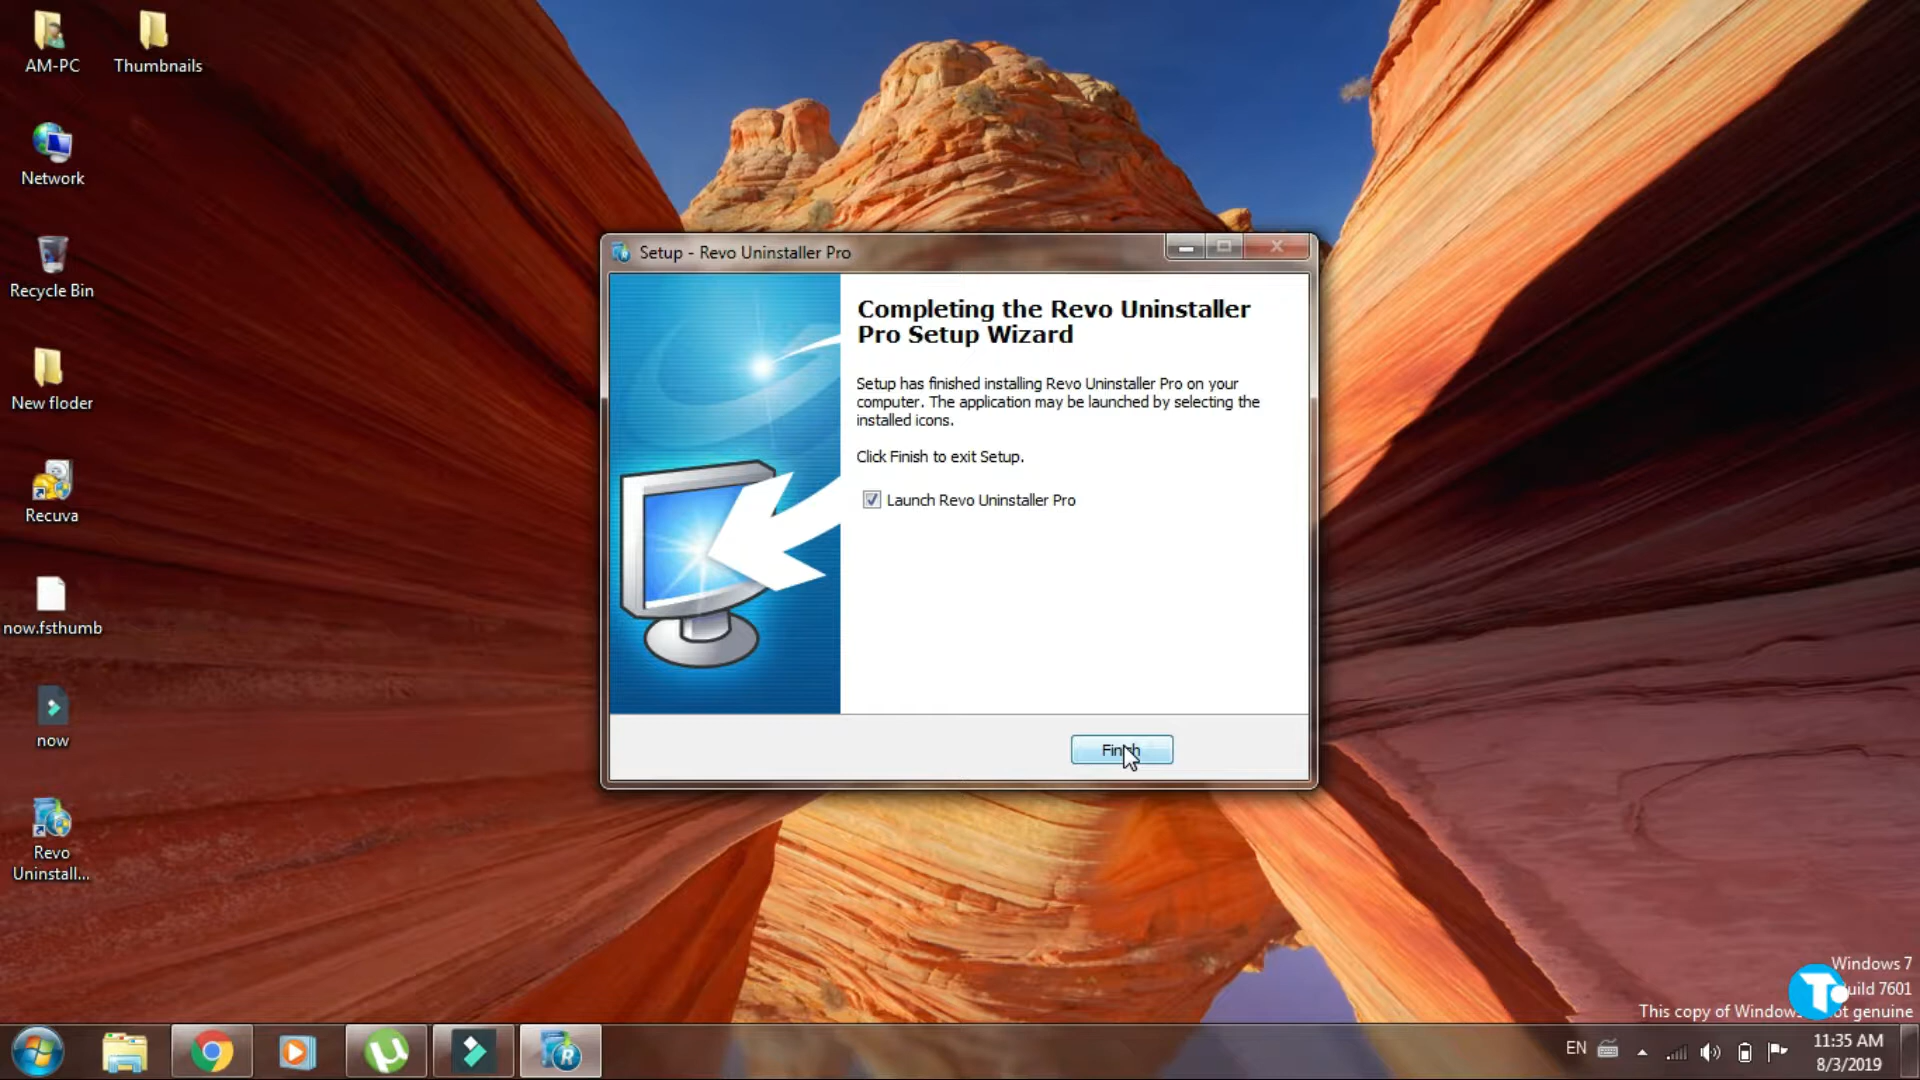 AM-PC
Thumbnails
Network
Recycle Bin
New floder
Recuva
now.fsthumb
now
Revo
Uninstall...
Setup - Revo Uninstaller Pro
Completing the Revo Uninstaller
Pro Setup Wizard
Setup has finished installing Revo Uninstaller Pro on your
computer. The application may be launched by selecting the
installed icons.
Click Finish to exit Setup.
Launch Revo Uninstaller Pro
Finish
Windows 7
uild 7601
This copy of Windows ot genuine
EN
11:35 AM
8/3/2019